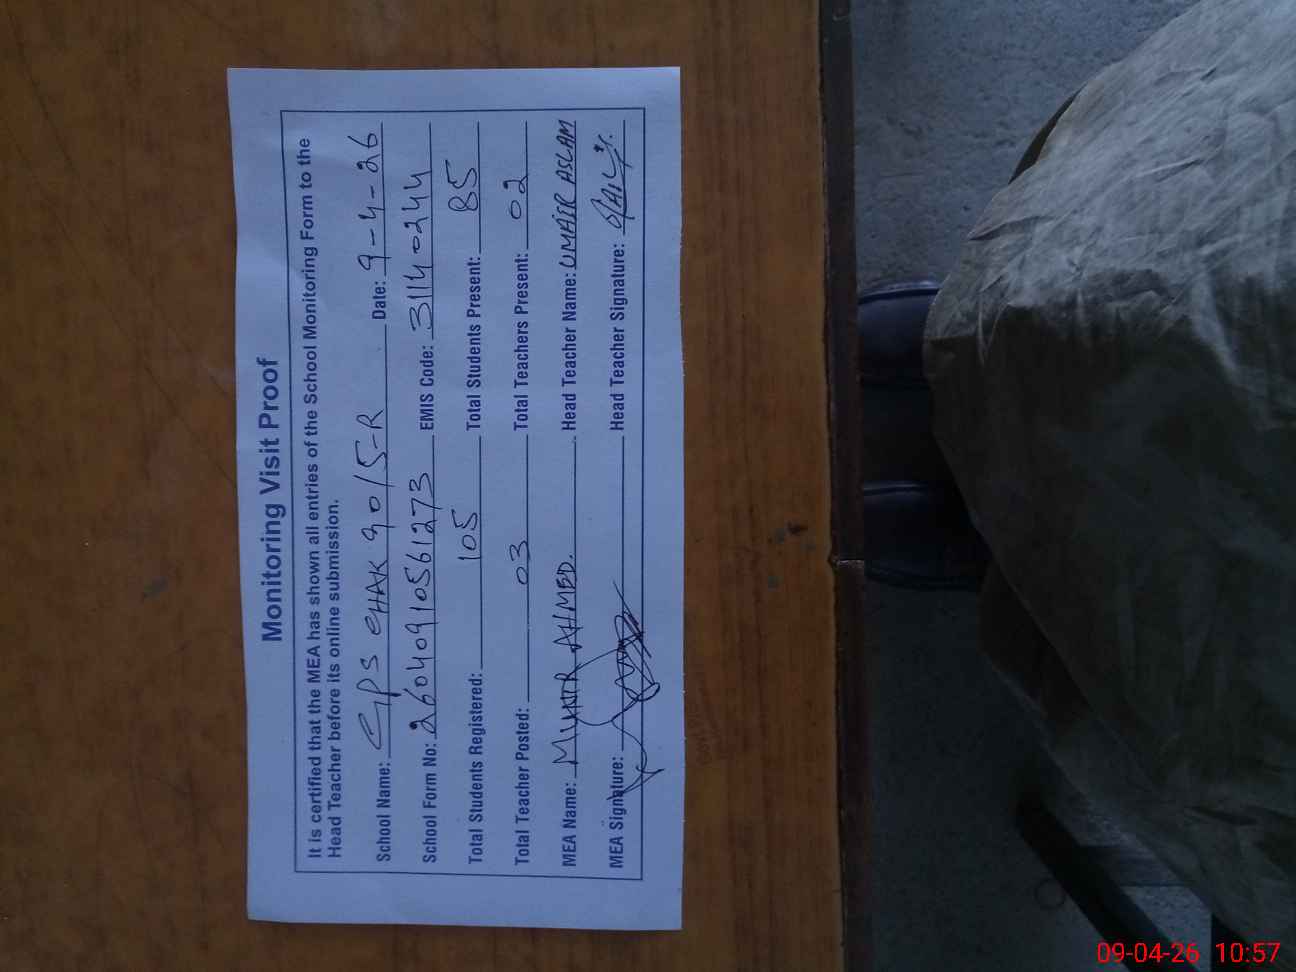 Monitoring Visit Proof
It is certified that the MEA has shown all entries of the School Monitoring Form to the
Head Teacher before its online submission.
School Name: GPS CHAK 90/5-R Date: 9-4-26
School Form No: 26040910561273 EMIS Code: 31140244
Total Students Registered: 105 Total Students Present: 85
Total Teacher Posted: 03 Total Teachers Present: 02
MEA Name: MUNIR AHMED. Head Teacher Name: UMAIR ASLAM
MEA Signature: Head Teacher Signature:
09-04-26 10:57